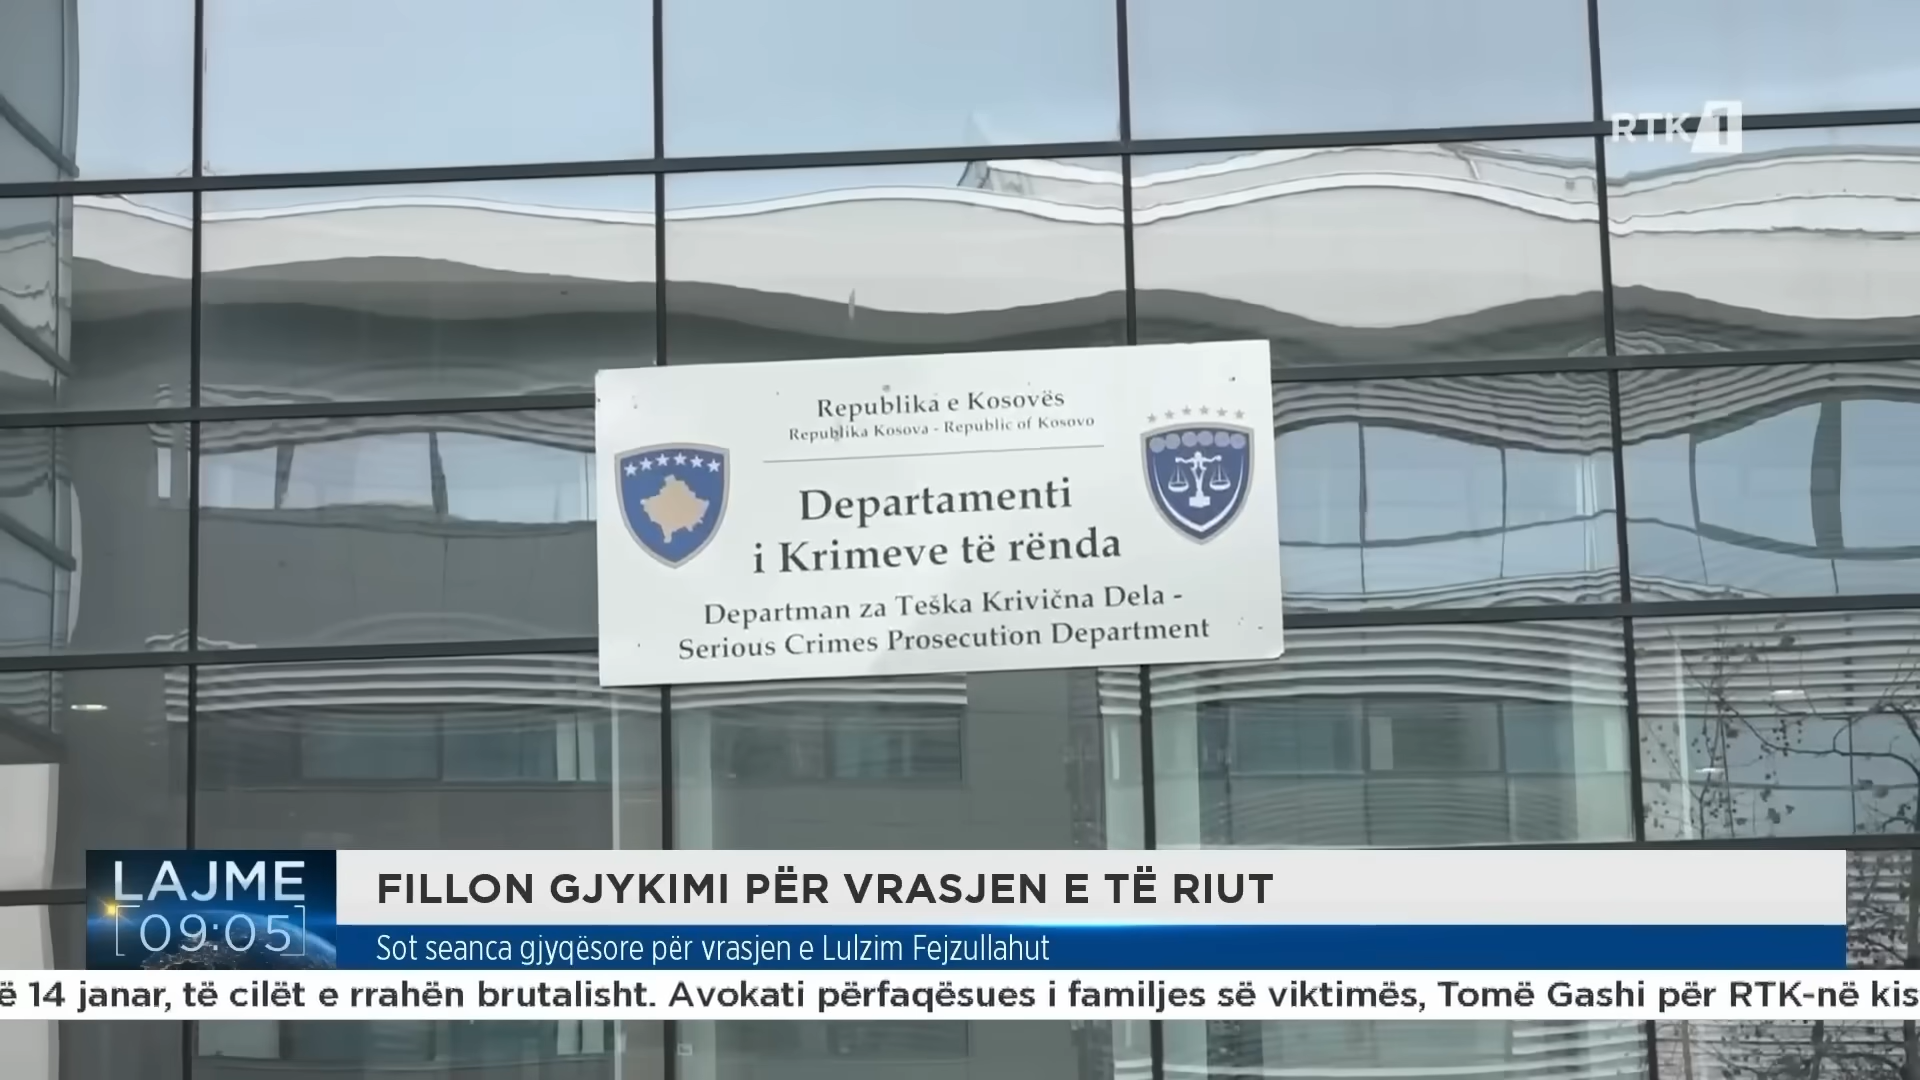 RTK 1
Republika e Kosovës
Republika Kosova - Republic of Kosovo
Departamenti
i Krimeve të rënda
Departman za Teška Krivična Dela -
Serious Crimes Prosecution Department
LAJME
09:05
FILLON GJYKIMI PËR VRASJEN E TË RIUT
Sot seanca gjyqësore për vrasjen e Lulzim Fejzullahut
ë 14 janar, të cilët e rrahën brutalisht. Avokati përfaqësues i familjes së viktimës, Tomë Gashi për RTK-në kis